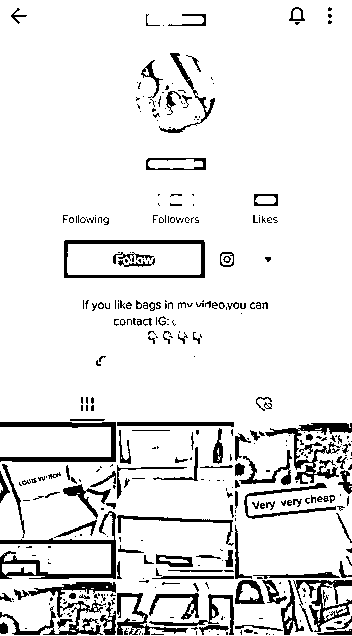 Following
Followers
Likes
Follow
If you like bags in my video,you can
contact IG:
LOUIS VUITTON
Very very cheap